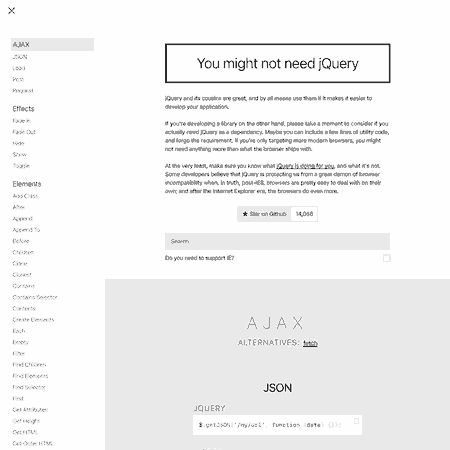 AJAX
JSON
Load
Post
Request
Effects
Fade In
Fade Out
Hide
Show
Toggle
Elements
Add Class
After
Append
Append To
Before
Children
Clone
Closest
Contains
Contains Selector
Contents
Create Elements
Each
Empty
Filter
Find Children
Find Elements
Find Selector
First
Get Attributes
Get Height
Get HTML
Get Outer HTML
You might not need jQuery
jQuery and its cousins are great, and by all means use them if it makes it easier to
develop your application.
If you're developing a library on the other hand, please take a moment to consider if you
actually need jQuery as a dependency. Maybe you can include a few lines of utility code,
and forgo the requirement. If you're only targeting more modern browsers, you might
not need anything more than what the browser ships with.
At the very least, make sure you know what jQuery is doing for you, and what it's not.
Some developers believe that jQuery is protecting us from a great demon of browser
incompatibility when, in truth, post-IE8, browsers are pretty easy to deal with on their
own; and after the Internet Explorer era, the browsers do even more.
Star on Github 14,068
Search
Do you need to support IE?
AJAX
ALTERNATIVES: fetch
JSON
JQUERY
$.getJSON('/my/url', function (data) {});